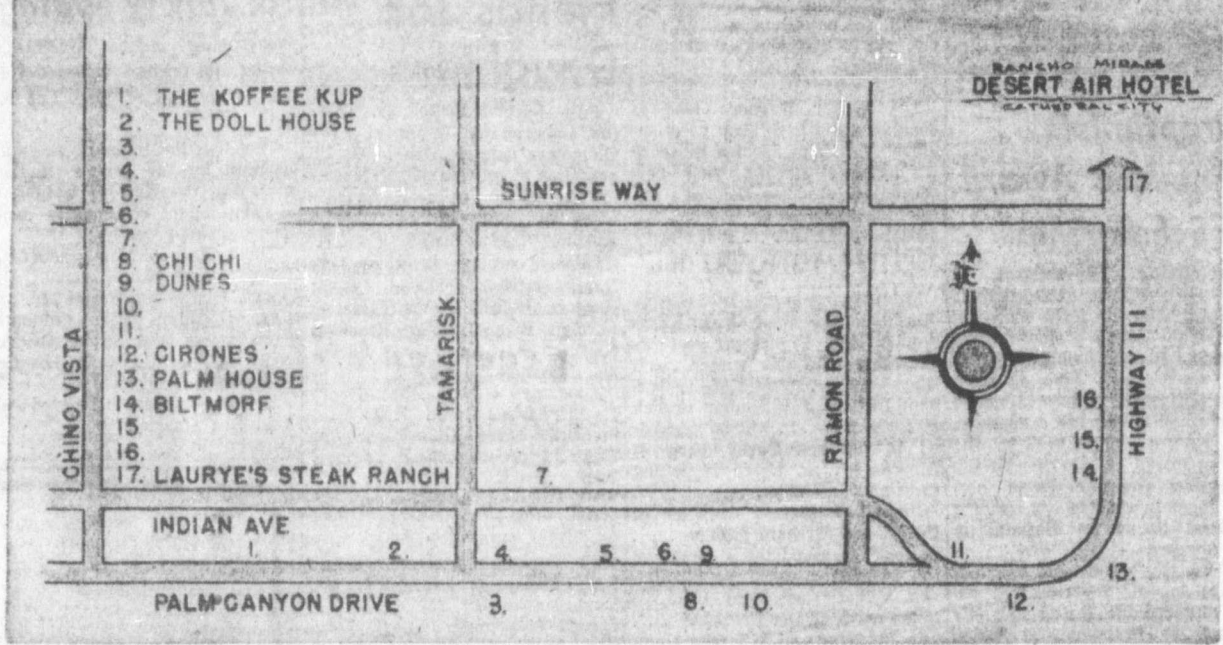 RANCHO MIRAGE
DESERT AIR HOTEL
CATHEDRAL CITY
1. THE KOFFEE KUP
2. THE DOLL HOUSE
3.
4.
5.
6.
7.
8. CHI CHI
9. DUNES
10.
11.
12. CIRONES
13. PALM HOUSE
14. BILTMORE
15
16.
17. LAURYE'S STEAK RANCH
SUNRISE WAY
17.
CHINO VISTA
TAMARISK
RAMON ROAD
HIGHWAY III
16.
15.
14.
7.
INDIAN AVE
1.
2.
4.
5.
6.
9.
11.
13.
PALM CANYON DRIVE
3.
8.
10.
12.